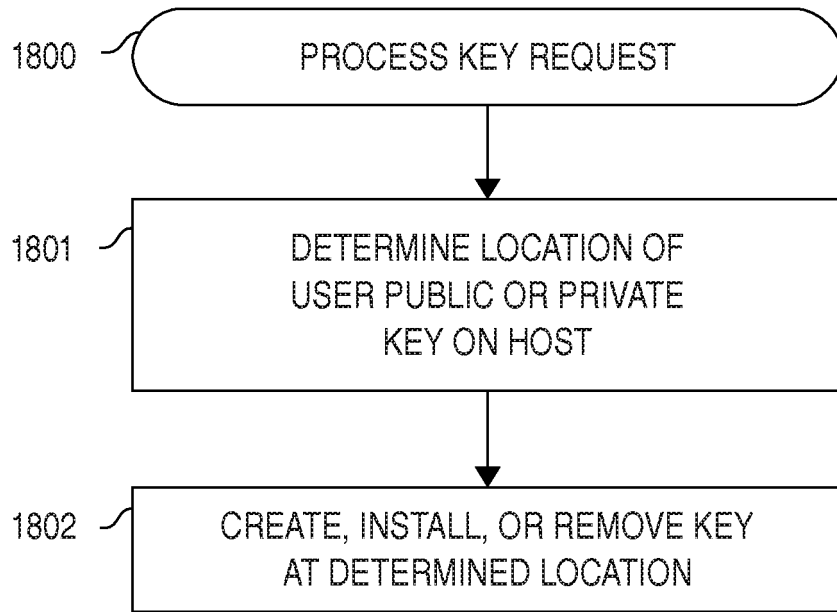 1800
PROCESS KEY REQUEST
1801
DETERMINE LOCATION OF
USER PUBLIC OR PRIVATE
KEY ON HOST
1802
CREATE, INSTALL, OR REMOVE KEY
AT DETERMINED LOCATION